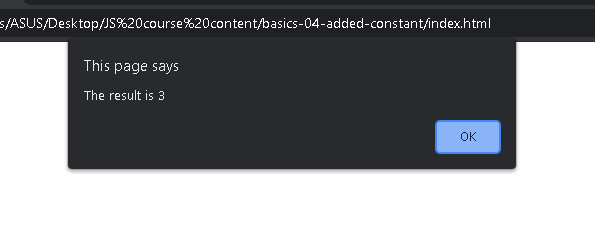 s/ASUS/Desktop/JS%20course%20content/basics-04-added-constant/index.html
This page says
The result is 3
OK